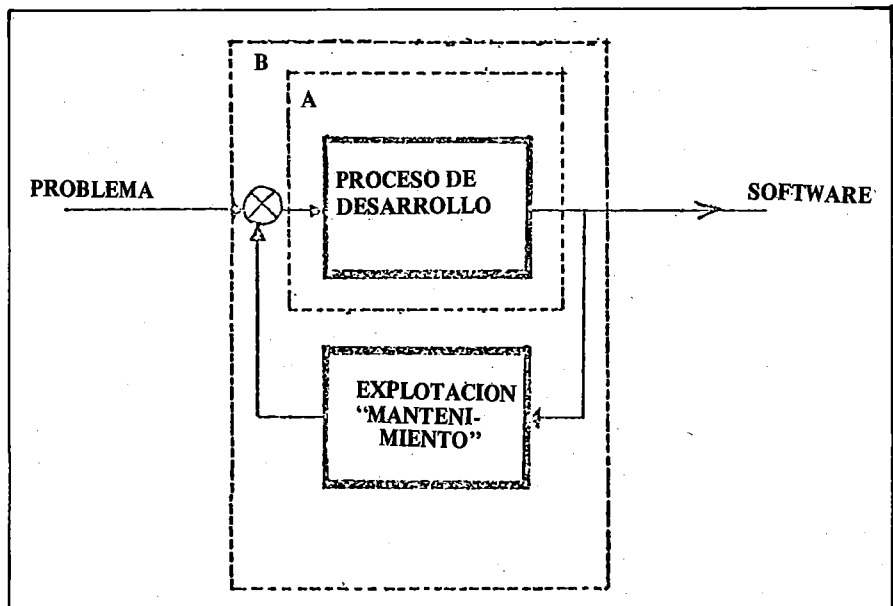 B
A
PROBLEMA
PROCESO DE
DESARROLLO
SOFTWARE
EXPLOTACION
“MANTENI-
MIENTO”